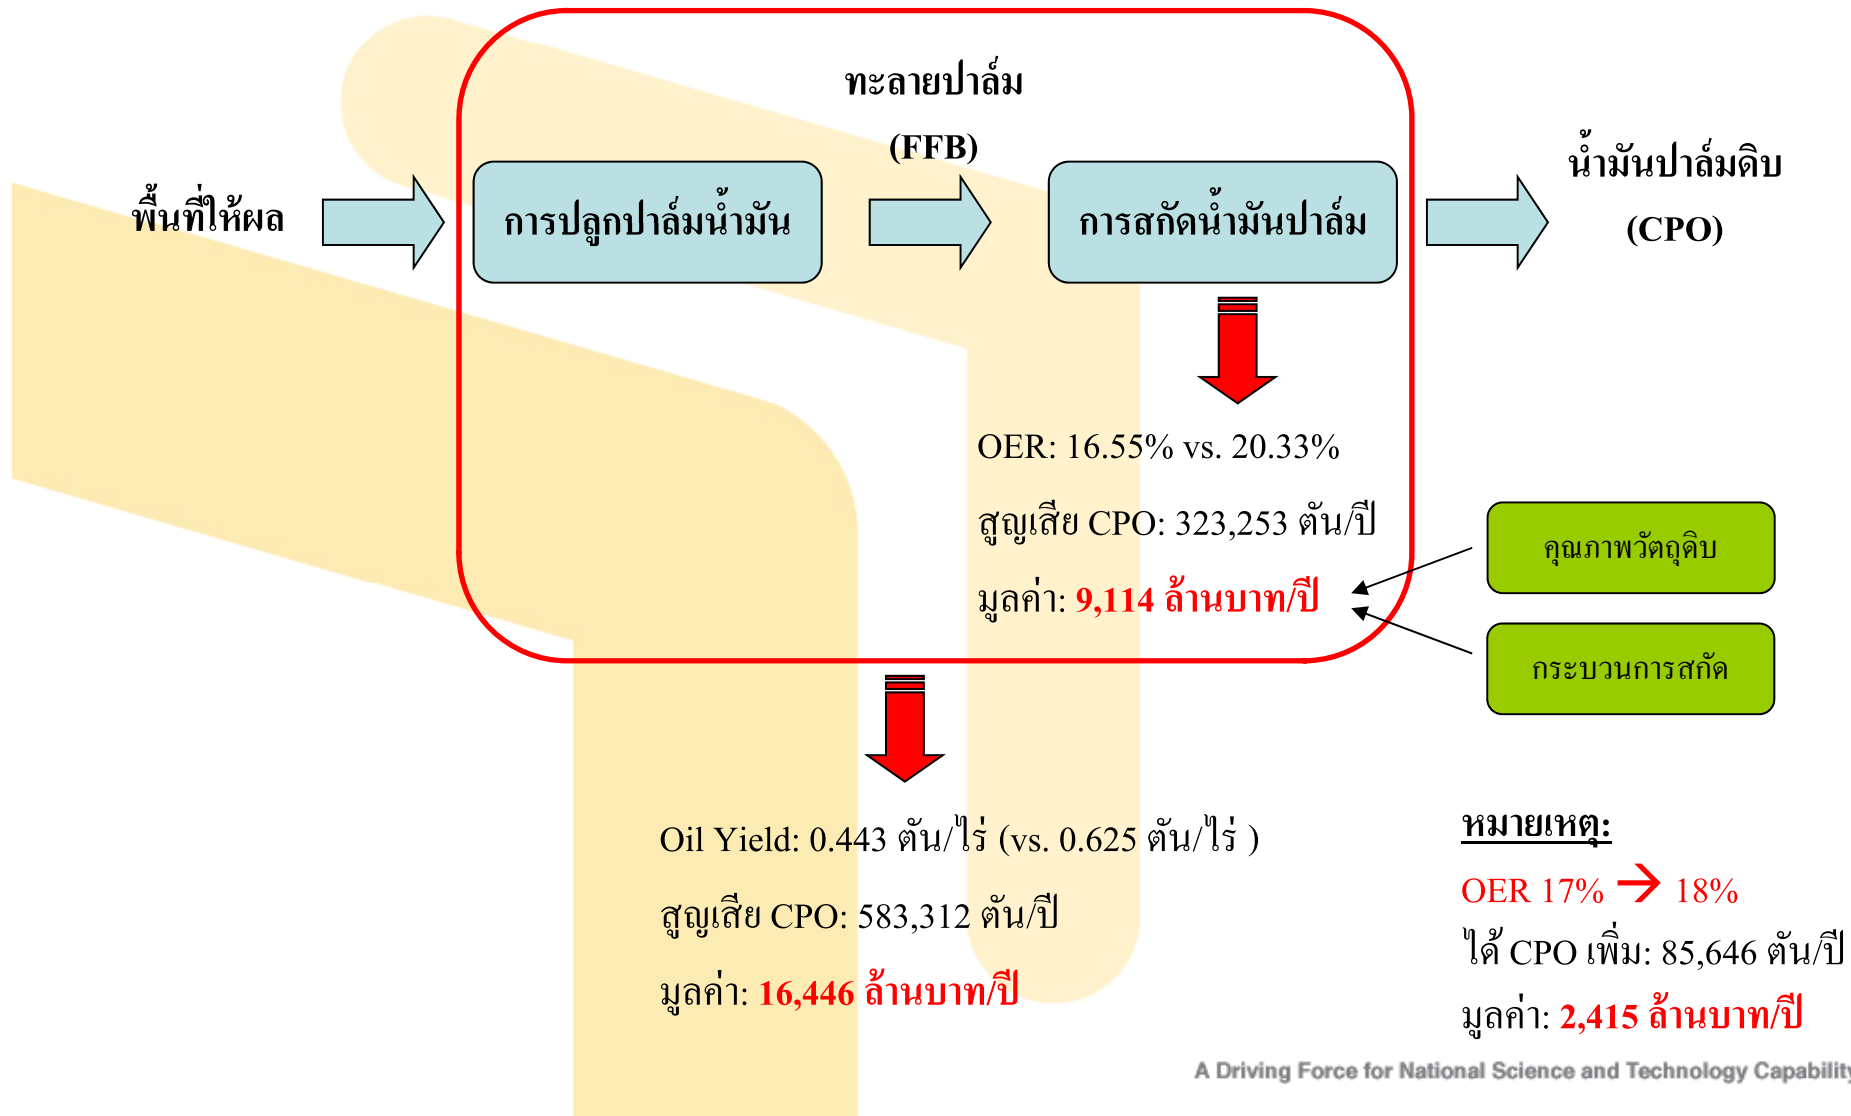 ทะลายปาล์ม
(FFB)
พื้นที่ให้ผล
การปลูกปาล์มน้ำมัน
การสกัดน้ำมันปาล์ม
น้ำมันปาล์มดิบ
(CPO)
OER: 16.55% vs. 20.33%
สูญเสีย CPO: 323,253 ตัน/ปี
มูลค่า: 9,114 ล้านบาท/ปี
คุณภาพวัตถุดิบ
กระบวนการสกัด
Oil Yield: 0.443 ตัน/ไร่ (vs. 0.625 ตัน/ไร่ )
สูญเสีย CPO: 583,312 ตัน/ปี
มูลค่า: 16,446 ล้านบาท/ปี
หมายเหตุ:
OER 17% → 18%
ได้ CPO เพิ่ม: 85,646 ตัน/ปี
มูลค่า: 2,415 ล้านบาท/ปี
A Driving Force for National Science and Technology Capability